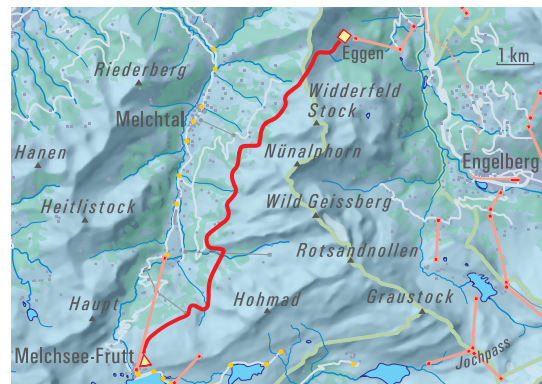 Eggen
1 km
Riederberg
Widderfeld
Stock
Melchtal
Hanen
Nünalphorn
Engelberg
Heitlistock
Wild Geissberg
Rotsandnollen
Haupt
Hohmad
Graustock
Melchsee-Frutt
Jochpass